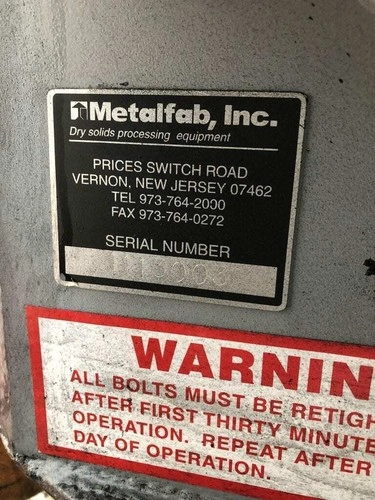 Metalfab, Inc.
Dry solids processing equipment
PRICES SWITCH ROAD
VERNON, NEW JERSEY 07462
TEL 973-764-2000
FAX 973-764-0272
SERIAL NUMBER
WARNIN
ALL BOLTS MUST BE RETIGH
AFTER FIRST THIRTY MINUTE
OPERATION. REPEAT AFTER
DAY OF OPERATION.